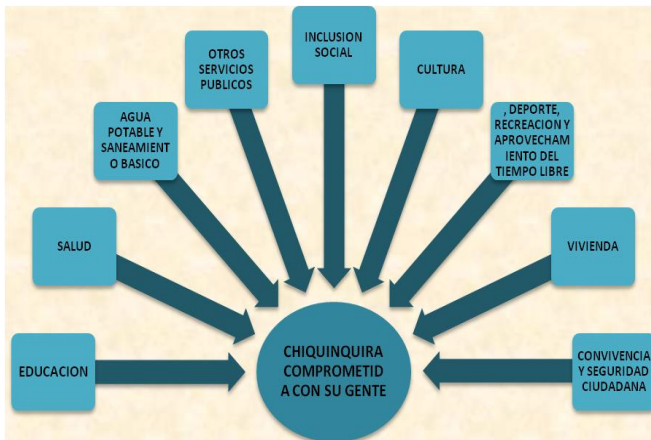 INCLUSION
SOCIAL
OTROS
SERVICIOS
PUBLICOS
CULTURA
AGUA
POTABLE Y
SANEAMIENT
O BASICO
, DEPORTE,
RECREACION Y
APROVECHAM
IENTO DEL
TIEMPO LIBRE
SALUD
VIVIENDA
EDUCACION
CHIQUINQUIRA
COMPROMETID
A CON SU GENTE
CONVIVENCIA
Y SEGURIDAD
CIUDADANA